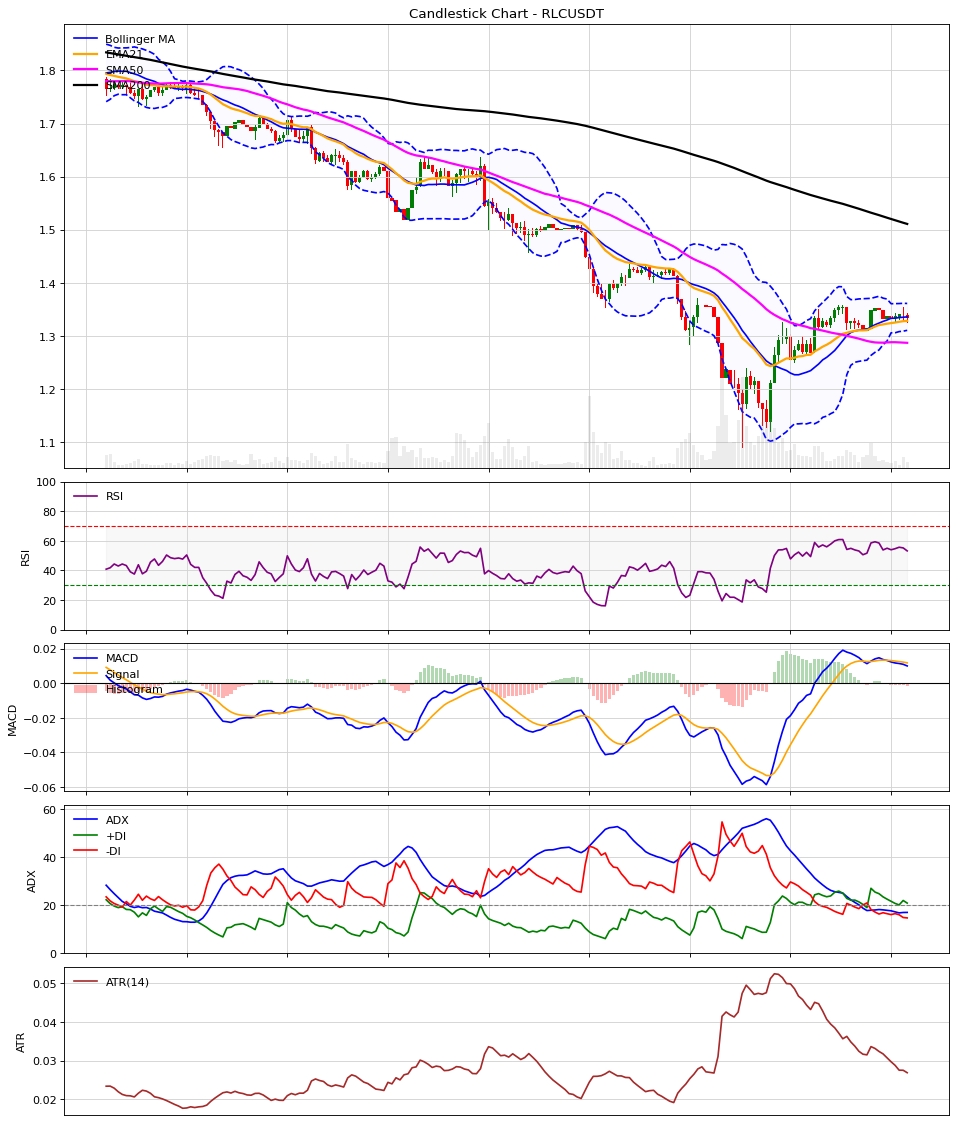 Candlestick Chart - RLCUSDT
Bollinger MA
EMA21
SMA50
SMA200
1.8
1.7
1.6
1.5
1.4
1.3
1.2
1.1
RSI
100
80
60
40
20
0
RSI
MACD
Signal
Histogram
0.02
0.00
−0.02
−0.04
−0.06
MACD
ADX
+DI
-DI
60
40
20
0
ADX
ATR(14)
0.05
0.04
0.03
0.02
ATR